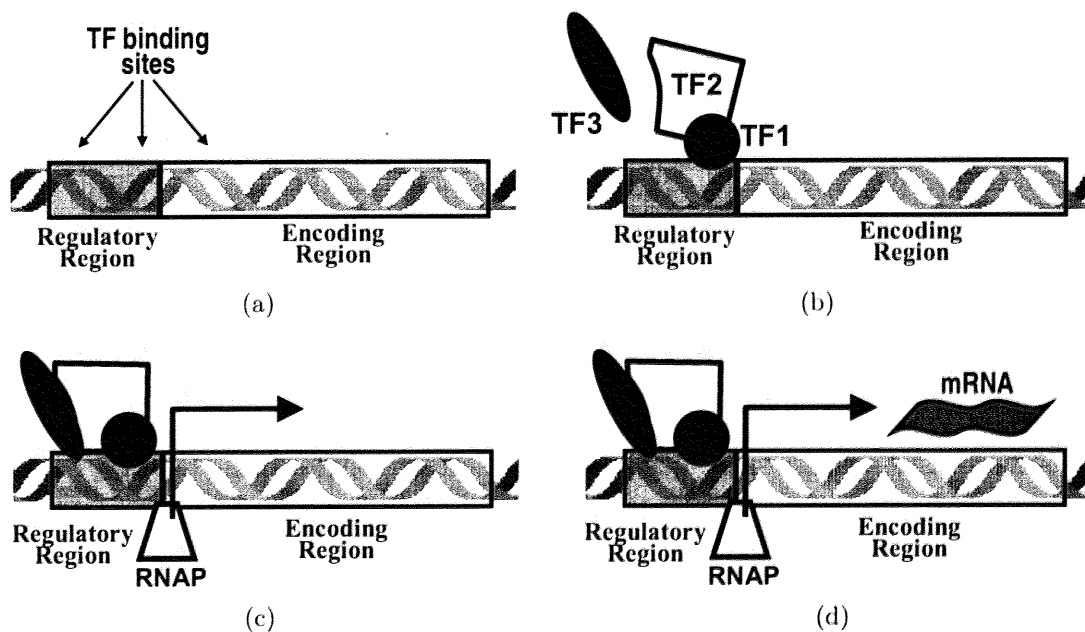 TF binding
sites
Regulatory
Region
Encoding
Region
(a)
TF3
TF2
TF1
Regulatory
Region
Encoding
Region
(b)
Regulatory
Region
RNAP
Encoding
Region
(c)
mRNA
Regulatory
Region
RNAP
Encoding
Region
(d)